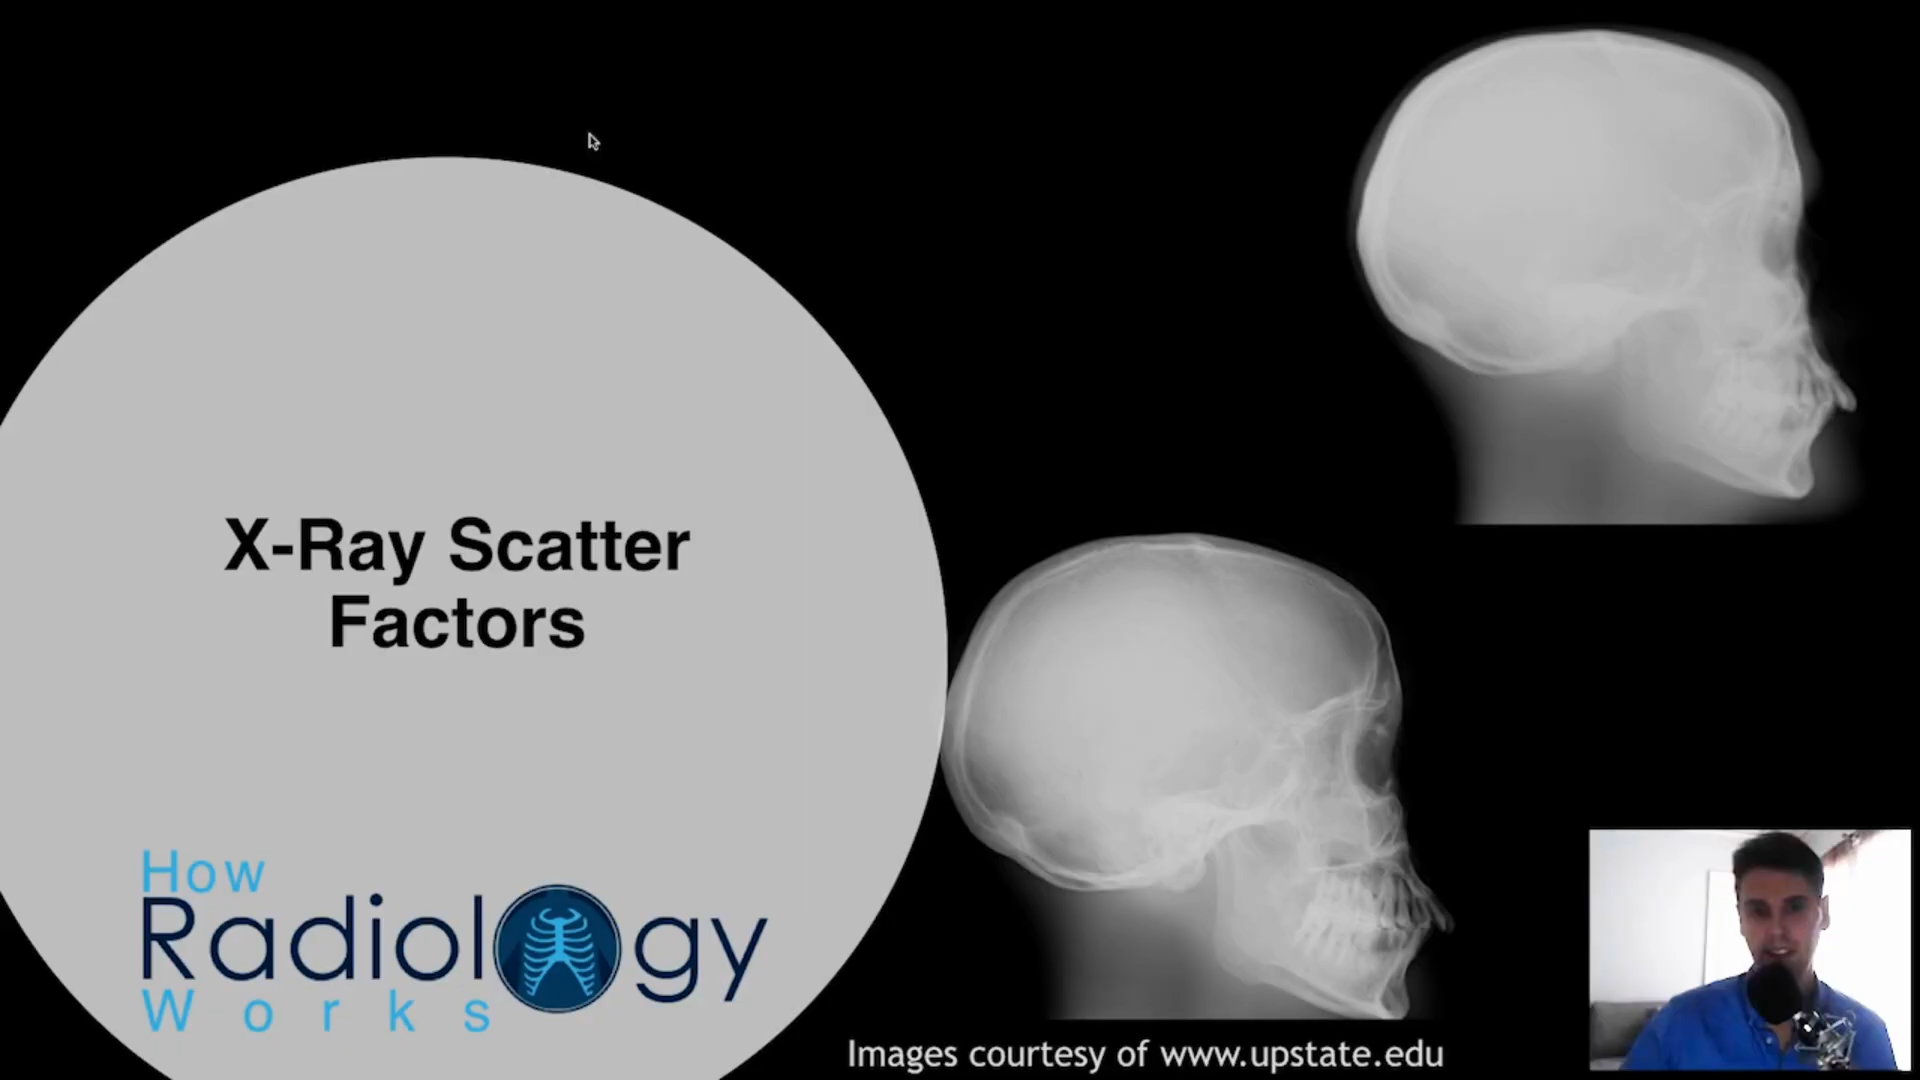 X-Ray Scatter
Factors
How
Radiology
Works
Images courtesy of www.upstate.edu